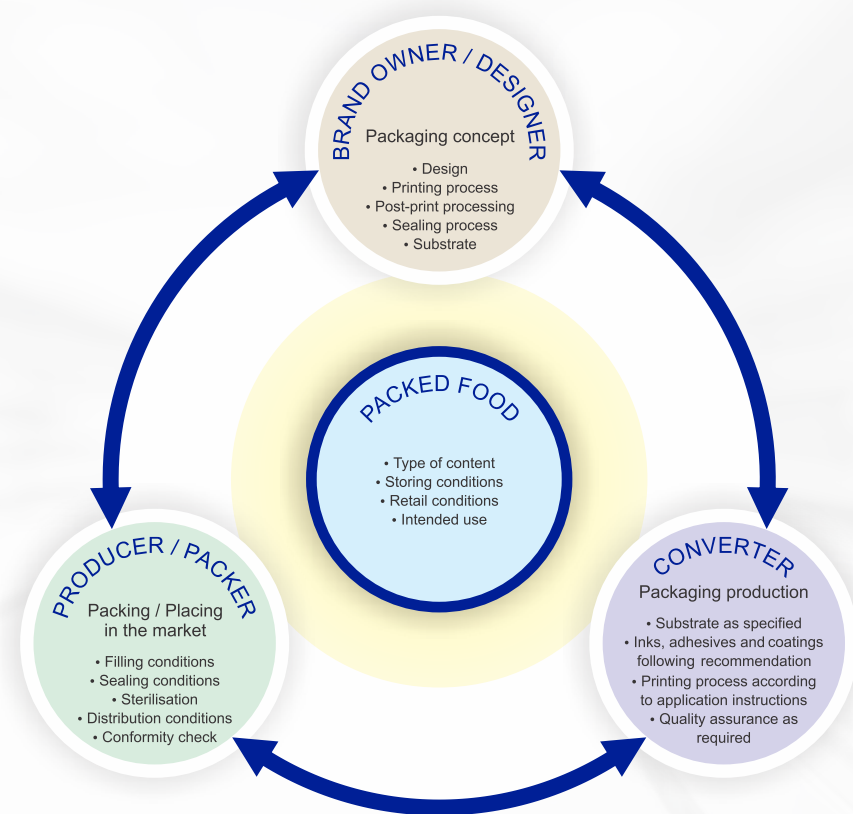 BRAND OWNER / DESIGNER
Packaging concept
• Design
• Printing process
• Post-print processing
• Sealing process
• Substrate
PACKED FOOD
• Type of content
• Storing conditions
• Retail conditions
• Intended use
PRODUCER / PACKER
Packing / Placing
in the market
• Filling conditions
• Sealing conditions
• Sterilisation
• Distribution conditions
• Conformity check
CONVERTER
Packaging production
• Substrate as specified
• Inks, adhesives and coatings
following recommendation
• Printing process according
to application instructions
• Quality assurance as
required